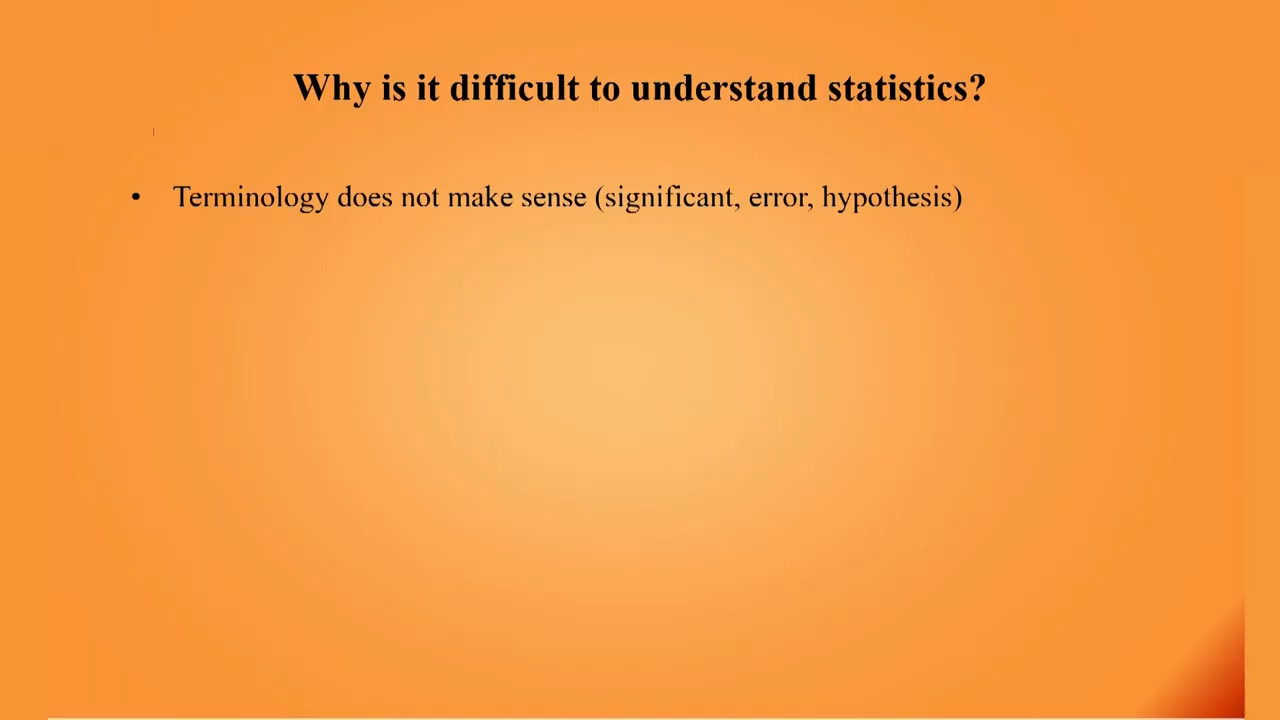 Why is it difficult to understand statistics?
• Terminology does not make sense (significant, error, hypothesis)